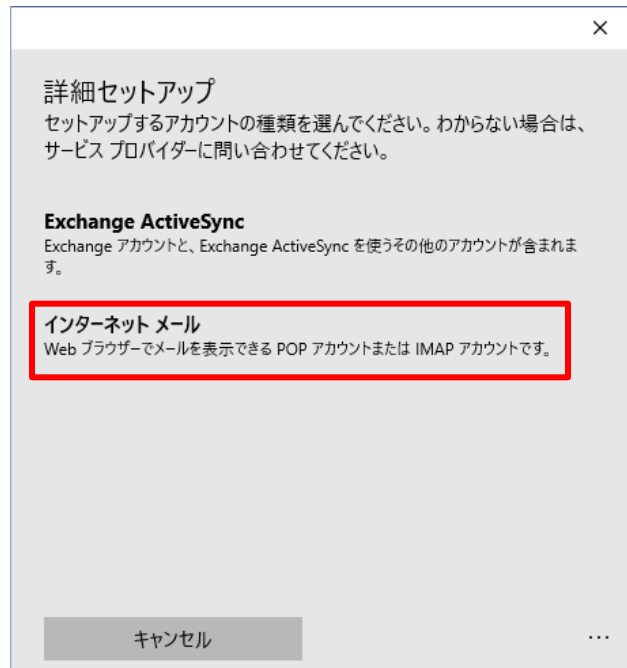 詳細セットアップ
セットアップするアカウントの種類を選んでください。わからない場合は、
サービス プロバイダーに問い合わせてください。
Exchange ActiveSync
Exchange アカウントと、Exchange ActiveSync を使うその他のアカウントが含まれま
す。
インターネット メール
Web ブラウザーでメールを表示できる POP アカウントまたは IMAP アカウントです。
キャンセル
...